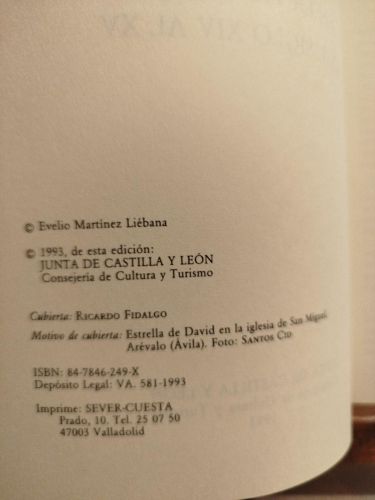 © Evelio Martínez Liébana
© 1993, de esta edición:
JUNTA DE CASTILLA Y LEÓN
Consejería de Cultura y Turismo
Cubierta: RICARDO FIDALGO
Motivo de cubierta: Estrella de David en la iglesia de San Miguel.
Arévalo (Ávila). Foto: SANTOS CID
ISBN: 84-7846-249-X
Depósito Legal: VA. 581-1993
Imprime: SEVER-CUESTA
Prado, 10. Tel. 25 07 50
47003 Valladolid